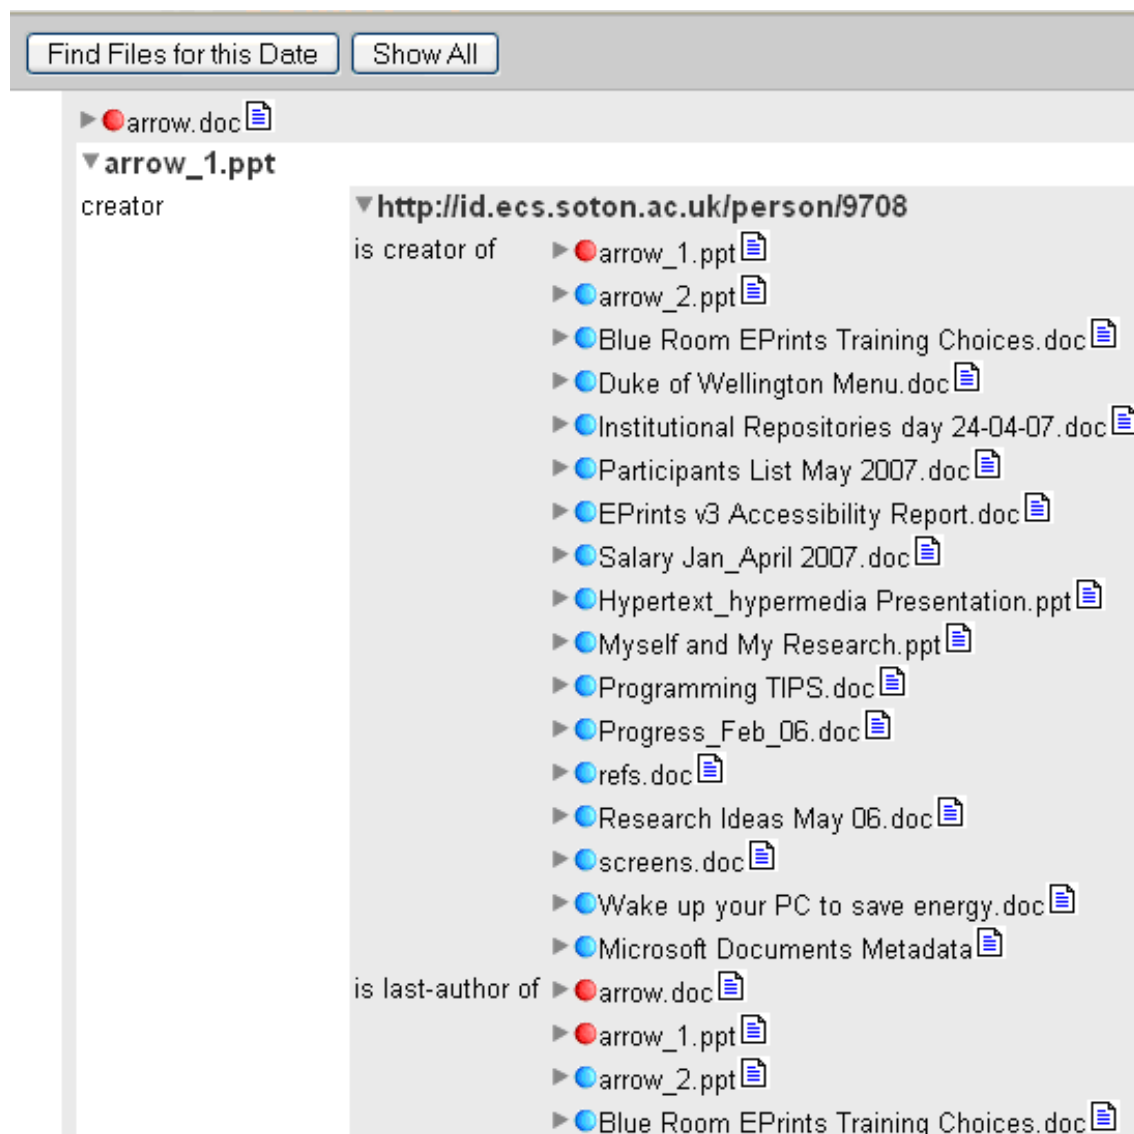 Find Files for this Date Show All
arrow.doc
arrow_1.ppt
creator http://id.ecs.soton.ac.uk/person/9708
is creator of arrow_1.ppt
arrow_2.ppt
Blue Room EPrints Training Choices.doc
Duke of Wellington Menu.doc
Institutional Repositories day 24-04-07.doc
Participants List May 2007.doc
EPrints v3 Accessibility Report.doc
Salary Jan_April 2007.doc
Hypertext_hypermedia Presentation.ppt
Myself and My Research.ppt
Programming TIPS.doc
Progress_Feb_06.doc
refs.doc
Research Ideas May 06.doc
screens.doc
Wake up your PC to save energy.doc
Microsoft Documents Metadata
is last-author of arrow.doc
arrow_1.ppt
arrow_2.ppt
Blue Room EPrints Training Choices.doc